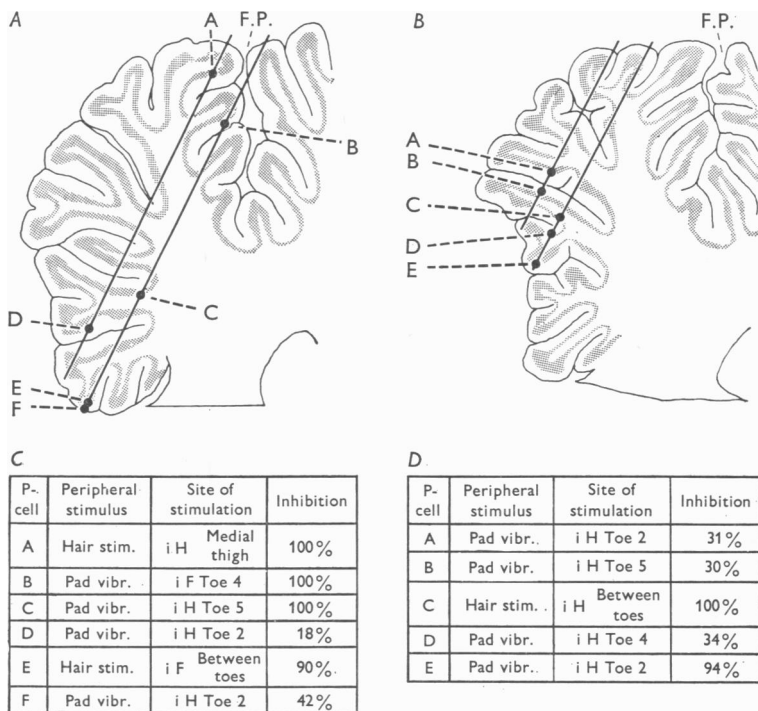 A
A
F.P.
B
C
D
E
F
B
F.P.
A
B
C
D
E
C
P-cell Peripheral stimulus Site of stimulation Inhibition
A Hair stim. i H Medial thigh 100%
B Pad vibr. i F Toe 4 100%
C Pad vibr. i H Toe 5 100%
D Pad vibr. i H Toe 2 18%
E Hair stim. i F Between toes 90%
F Pad vibr. i H Toe 2 42%
D
P-cell Peripheral stimulus Site of stimulation Inhibition
A Pad vibr. i H Toe 2 31%
B Pad vibr. i H Toe 5 30%
C Hair stim. i H Between toes 100%
D Pad vibr. i H Toe 4 34%
E Pad vibr. i H Toe 2 94%